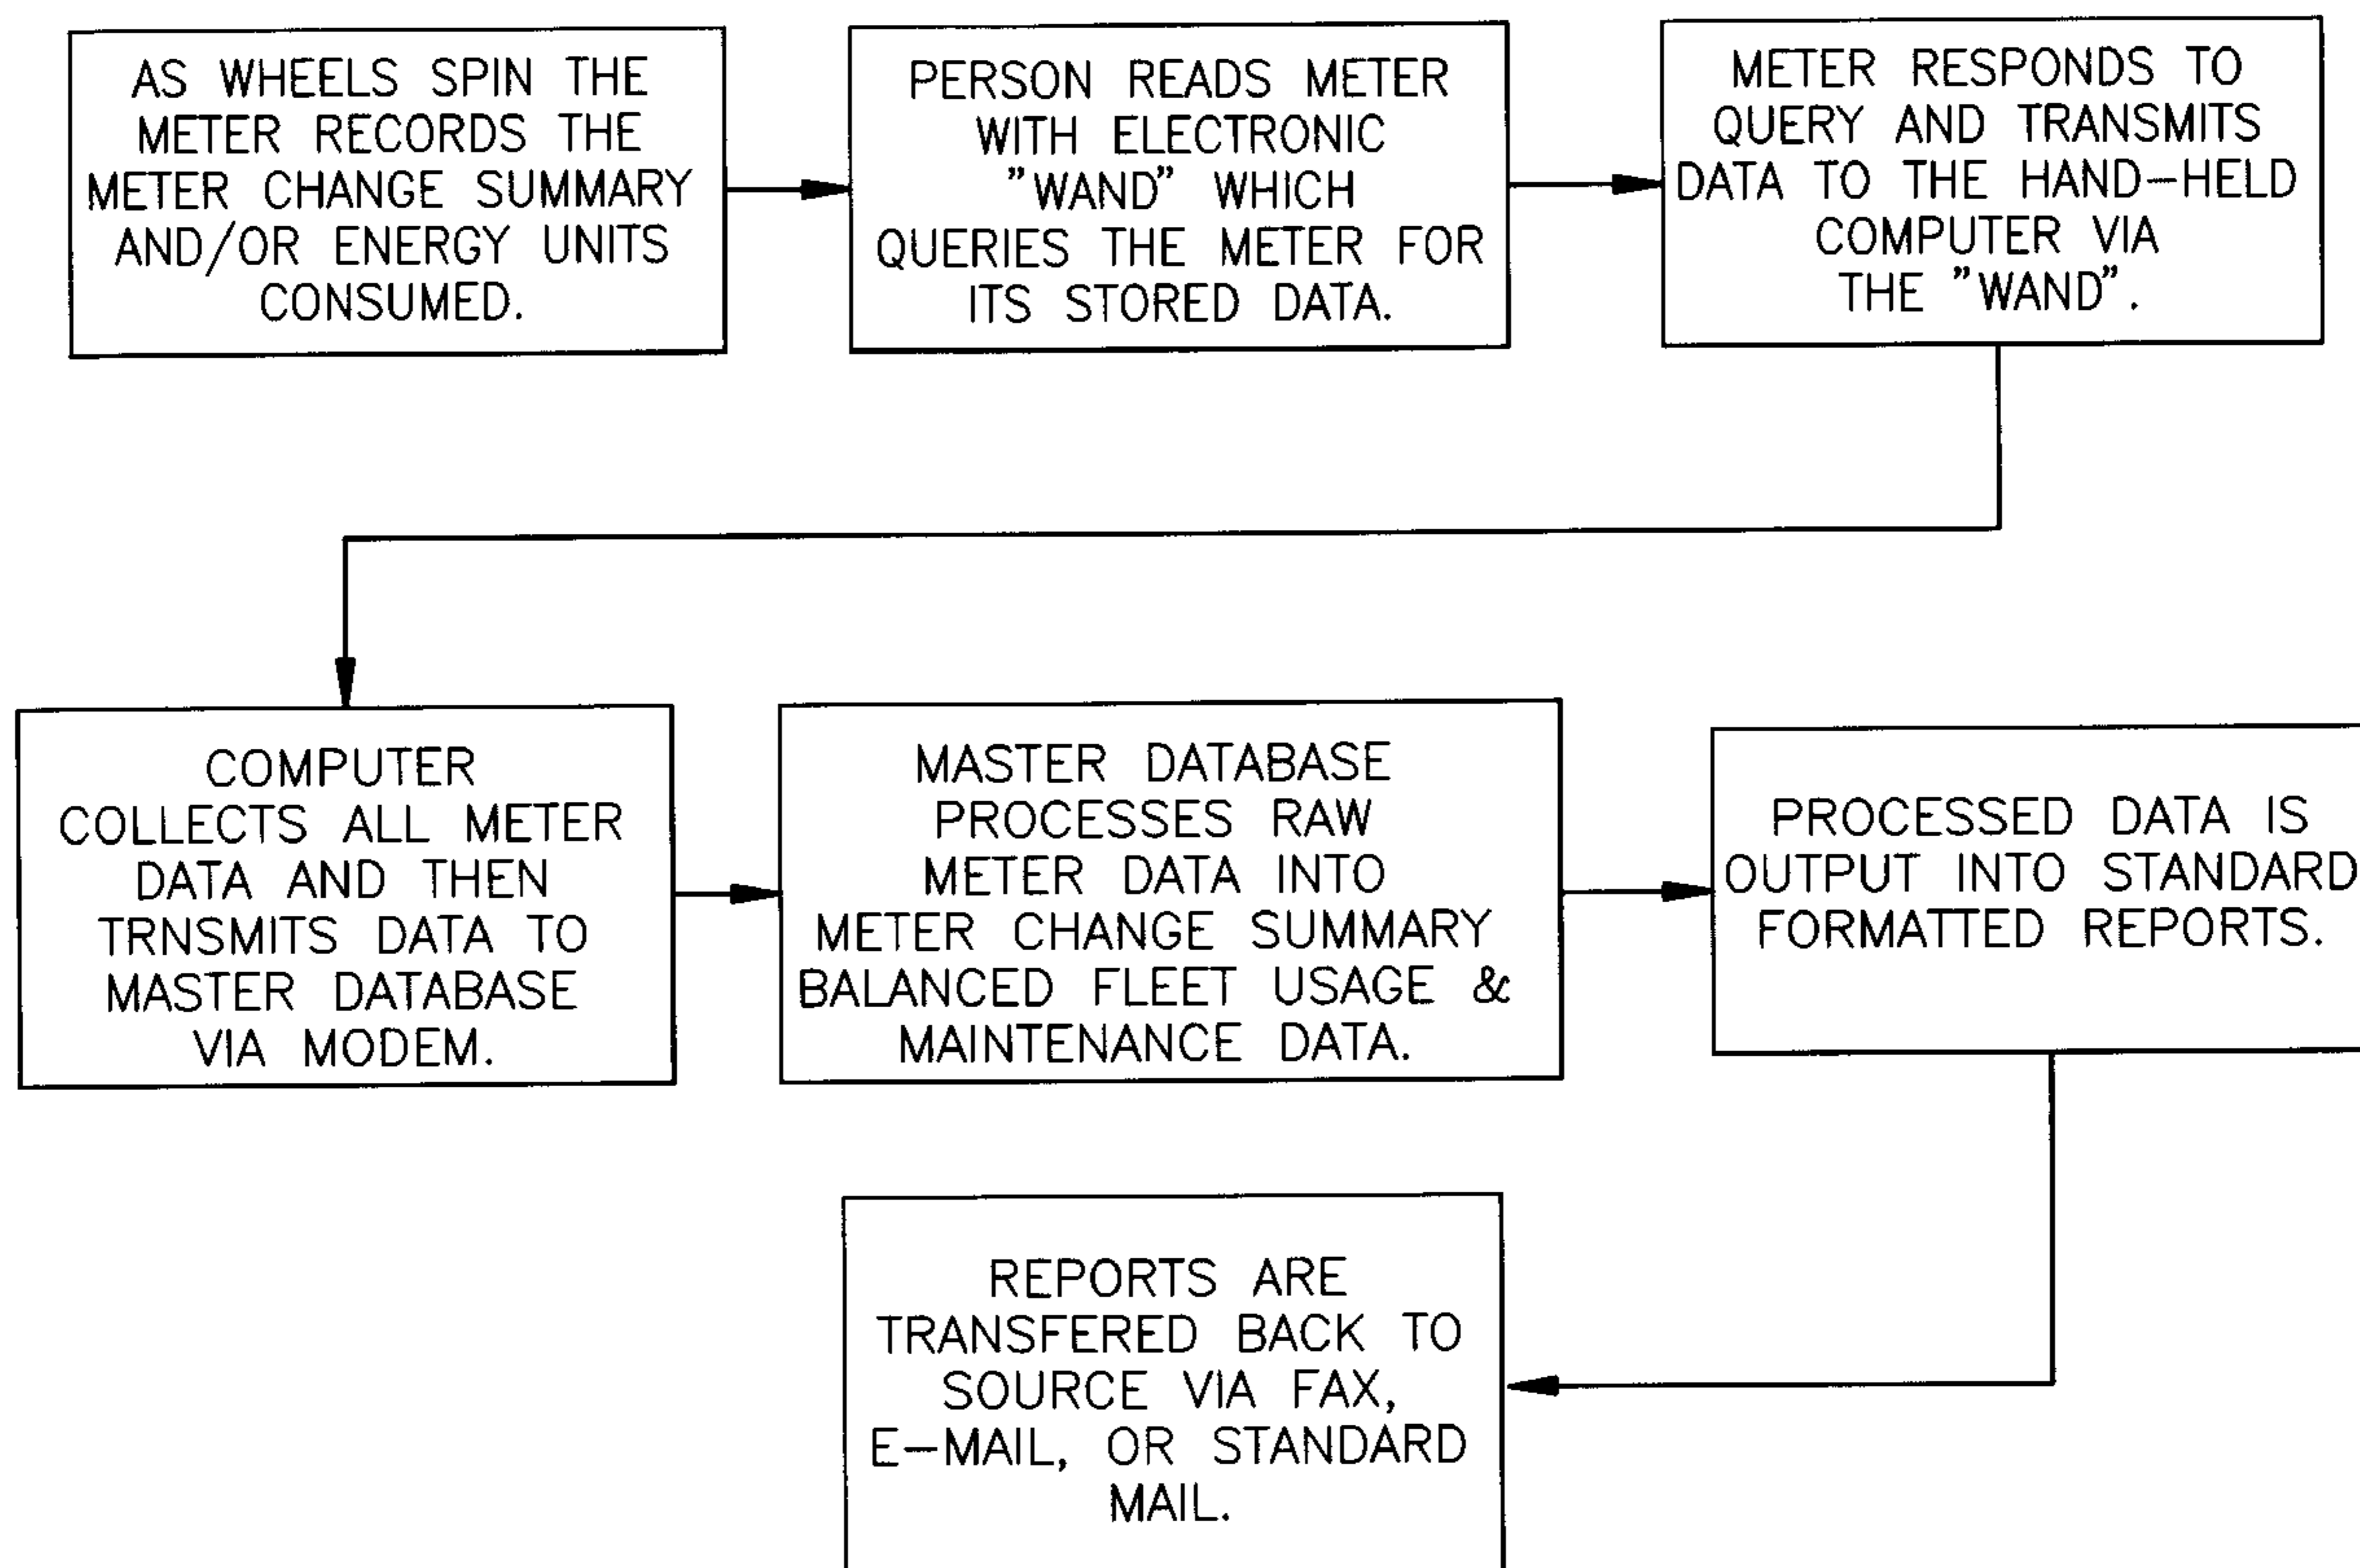 AS WHEELS SPIN THE
METER RECORDS THE
METER CHANGE SUMMARY
AND/OR ENERGY UNITS
CONSUMED.
PERSON READS METER
WITH ELECTRONIC
"WAND" WHICH
QUERIES THE METER FOR
ITS STORED DATA.
METER RESPONDS TO
QUERY AND TRANSMITS
DATA TO THE HAND-HELD
COMPUTER VIA
THE "WAND".
COMPUTER
COLLECTS ALL METER
DATA AND THEN
TRNSMITS DATA TO
MASTER DATABASE
VIA MODEM.
MASTER DATABASE
PROCESSES RAW
METER DATA INTO
METER CHANGE SUMMARY
BALANCED FLEET USAGE &
MAINTENANCE DATA.
PROCESSED DATA IS
OUTPUT INTO STANDARD
FORMATTED REPORTS.
REPORTS ARE
TRANSFERED BACK TO
SOURCE VIA FAX,
E-MAIL, OR STANDARD
MAIL.